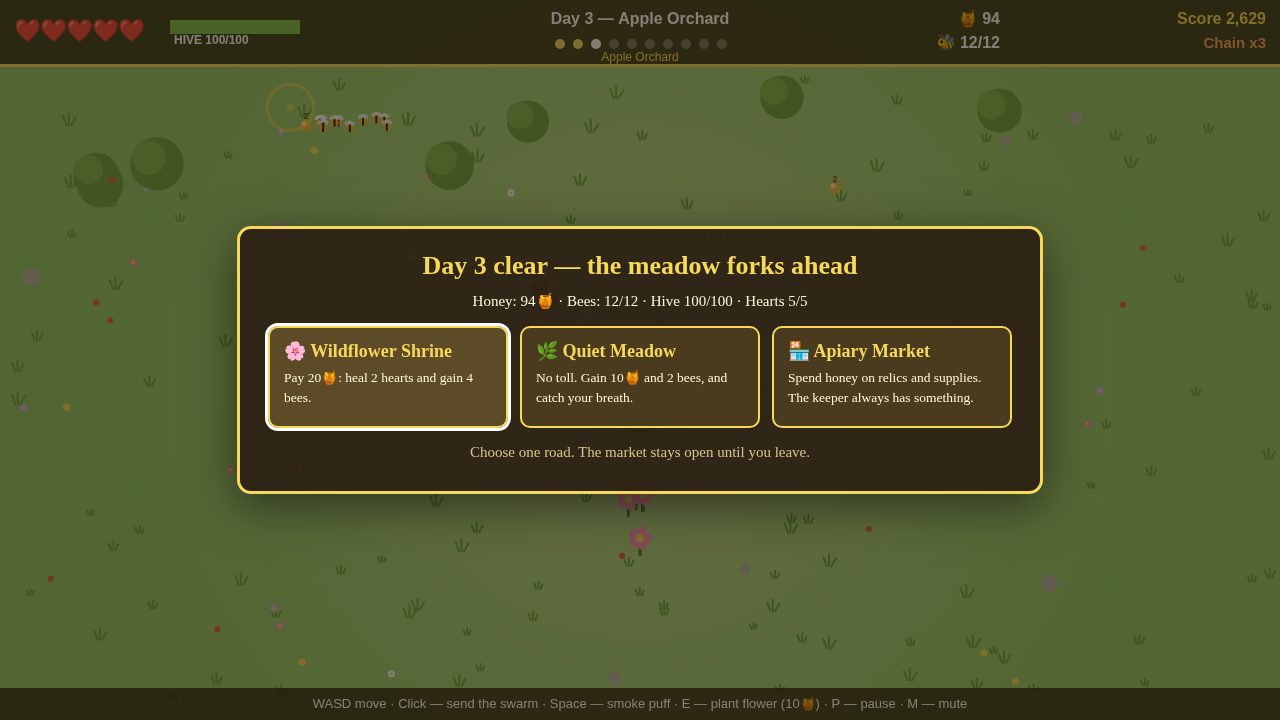 Day 3 — Apple Orchard
🍯 94
Score 2,629
HIVE 100/100
🐝 12/12
Chain x3
Apple Orchard
2
2
Day 3 clear — the meadow forks ahead
Honey: 94🍯 · Bees: 12/12 · Hive 100/100 · Hearts 5/5
🌸 Wildflower Shrine
Pay 20🍯: heal 2 hearts and gain 4
bees.
🌿 Quiet Meadow
No toll. Gain 10🍯 and 2 bees, and
catch your breath.
🏪 Apiary Market
Spend honey on relics and supplies.
The keeper always has something.
Choose one road. The market stays open until you leave.
WASD move · Click — send the swarm · Space — smoke puff · E — plant flower (10🍯) · P — pause · M — mute